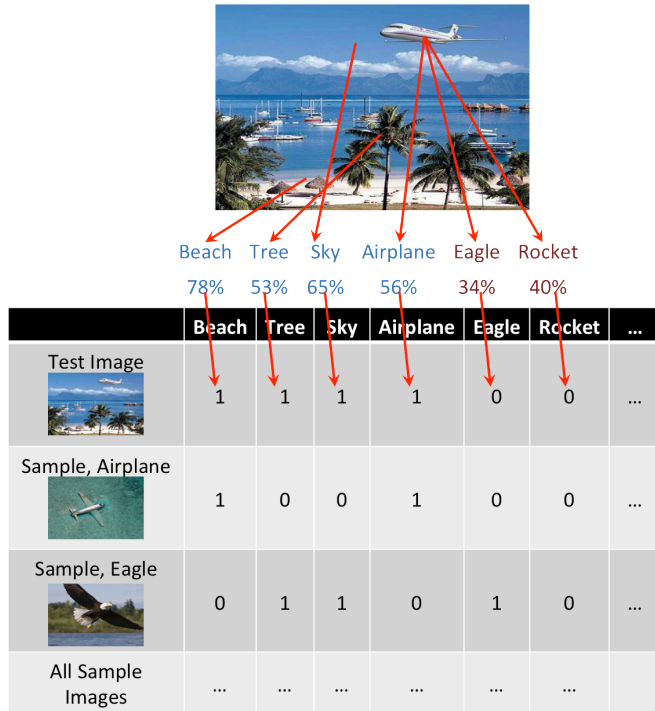 Beach Tree Sky Airplane Eagle Rocket
78% 53% 65% 56% 34% 40%
Beach Tree Sky Airplane Eagle Rocket ...
Test Image
1 1 1 1 0 0 ...
Sample, Airplane
1 0 0 1 0 0 ...
Sample, Eagle
0 1 1 0 1 0 ...
All Sample
Images
... ... ... ... ... ...